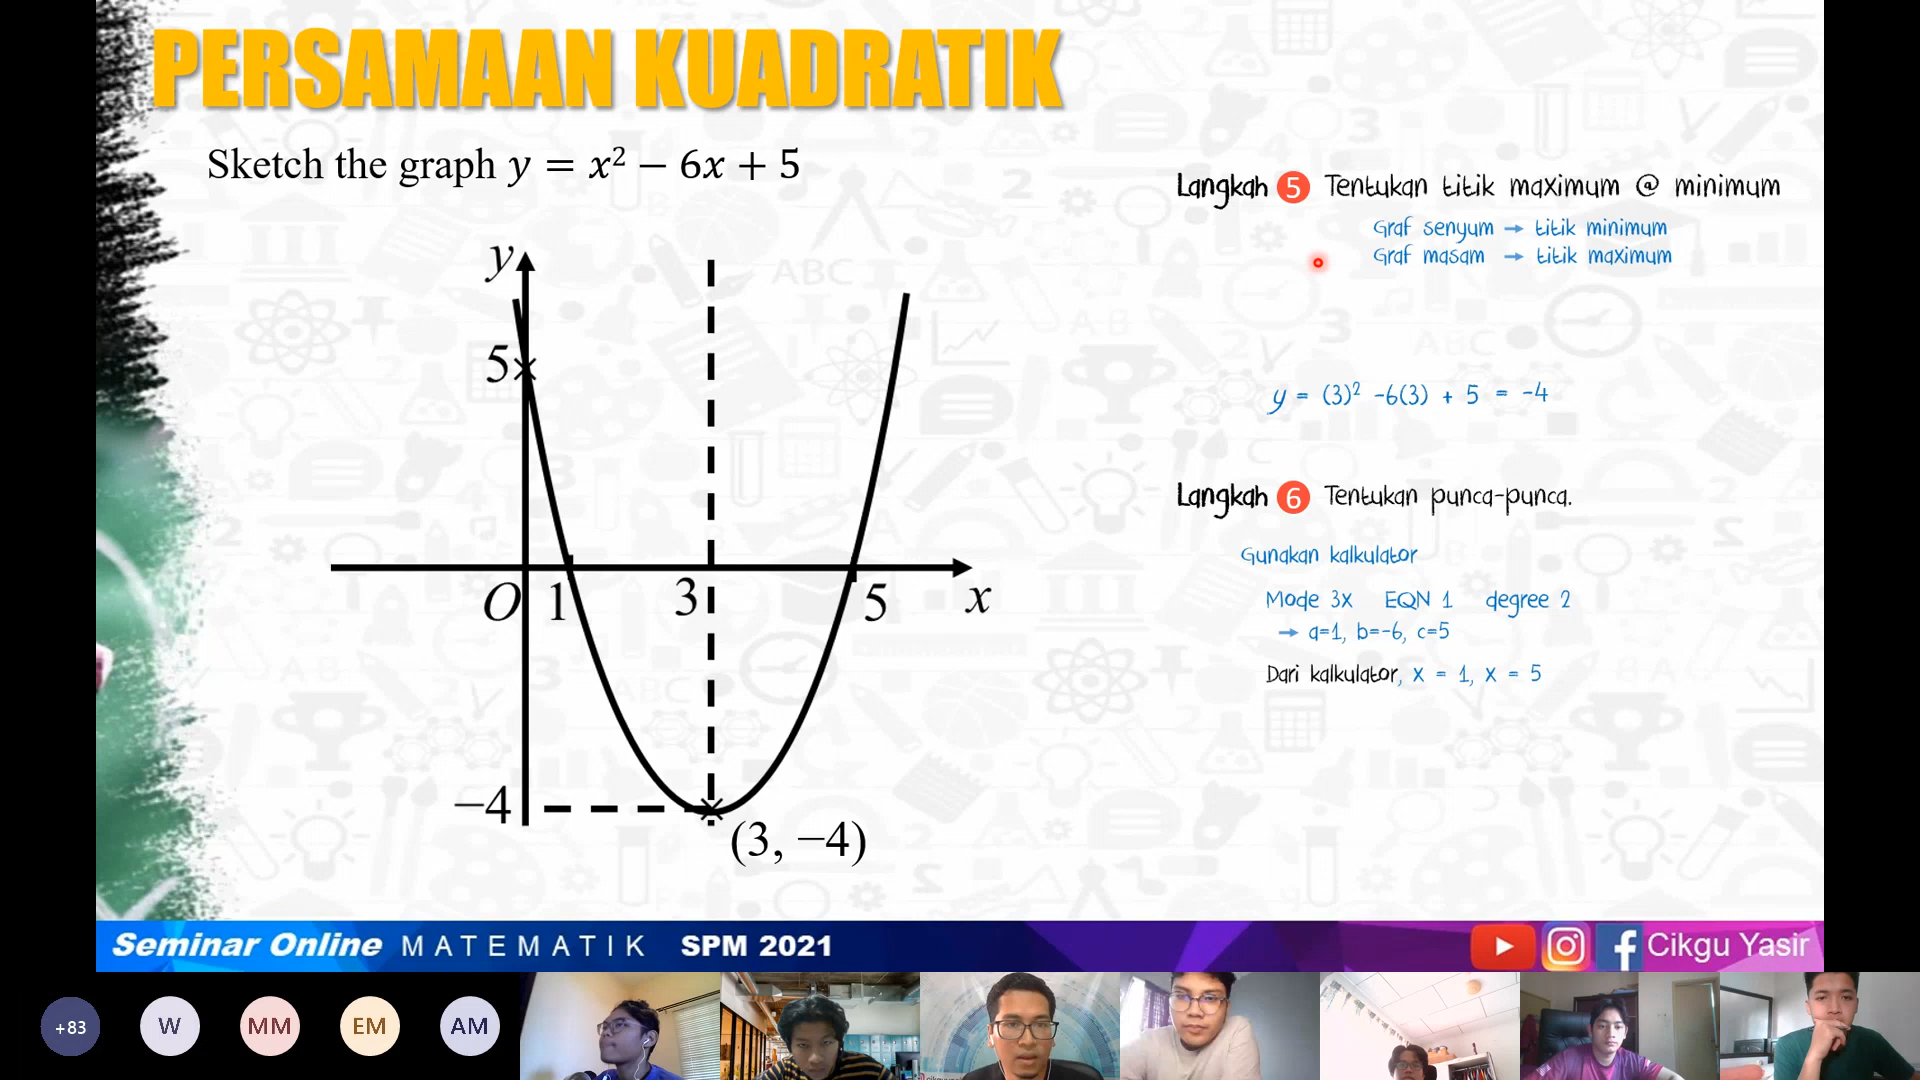 PERSAMAAN KUADRATIK
Sketch the graph y = x² − 6x + 5
y
5
O
1
3
5
x
−4
(3, −4)
Langkah 5 Tentukan titik maximum @ minimum
Graf senyum → titik minimum
Graf masam → titik maximum
y = (3)² -6(3) + 5 = -4
Langkah 6 Tentukan punca-punca.
Gunakan kalkulator
Mode 3x EQN 1 degree 2
→ a=1, b=-6, c=5
Dari kalkulator, x = 1, x = 5
Seminar Online MATEMATIK SPM 2021
Cikgu Yasir
+83
W
MM
EM
AM